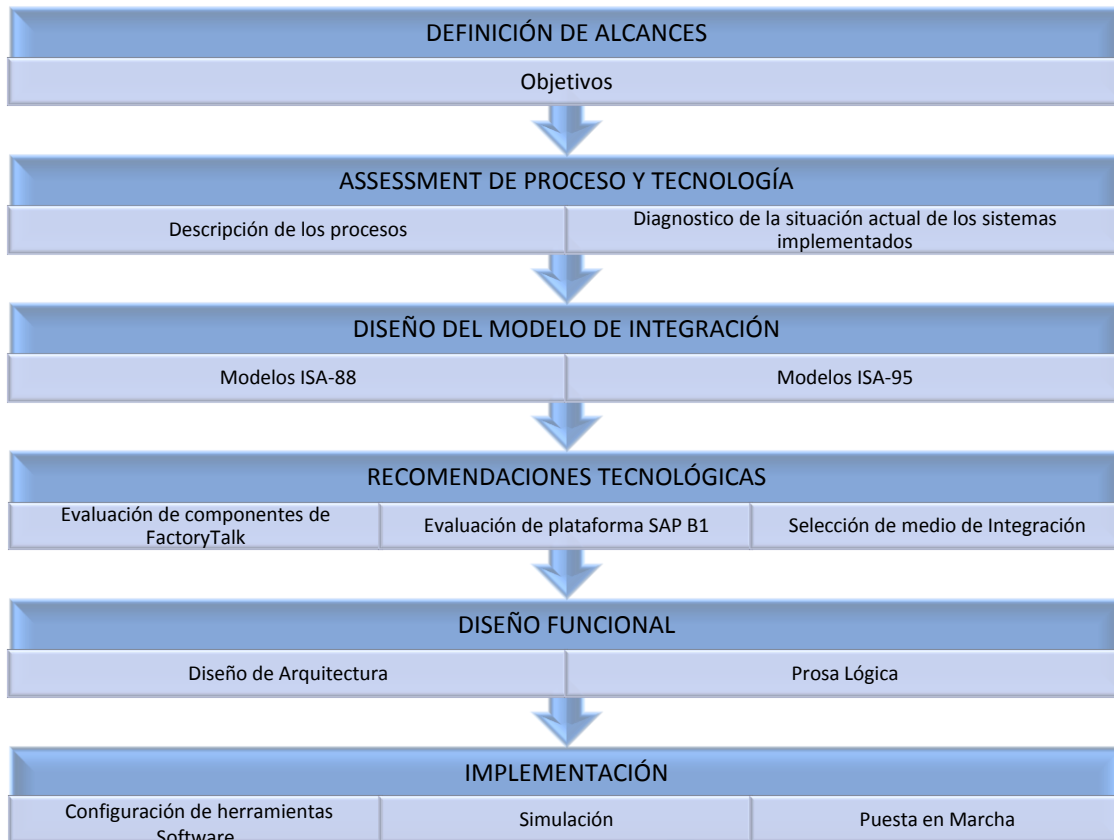 DEFINICIÓN DE ALCANCES
Objetivos
ASSESSMENT DE PROCESO Y TECNOLOGÍA
Descripción de los procesos
Diagnostico de la situación actual de los sistemas
implementados
DISEÑO DEL MODELO DE INTEGRACIÓN
Modelos ISA-88
Modelos ISA-95
RECOMENDACIONES TECNOLÓGICAS
Evaluación de componentes de
FactoryTalk
Evaluación de plataforma SAP B1
Selección de medio de Integración
DISEÑO FUNCIONAL
Diseño de Arquitectura
Prosa Lógica
IMPLEMENTACIÓN
Configuración de herramientas
Software
Simulación
Puesta en Marcha